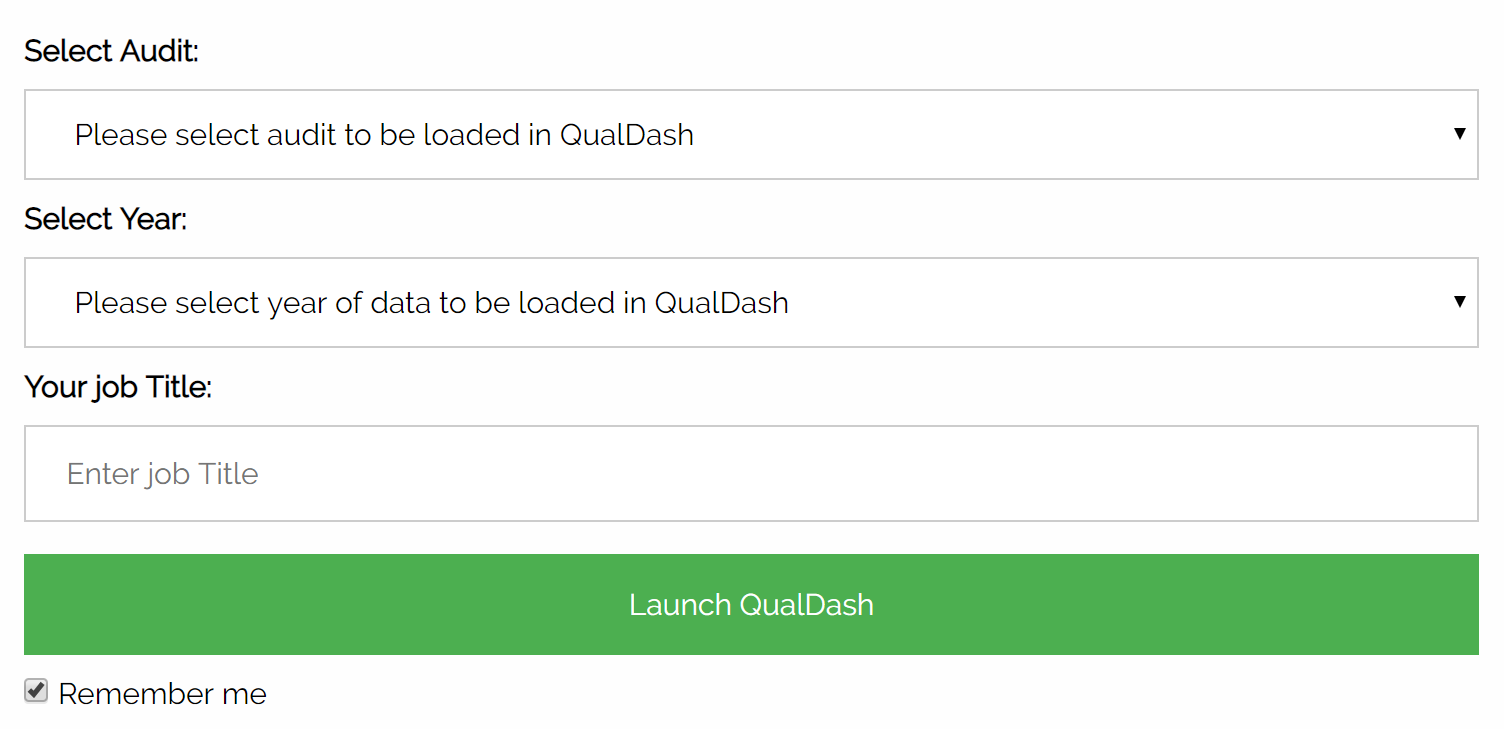 Select Audit:
Please select audit to be loaded in QualDash
Select Year:
Please select year of data to be loaded in QualDash
Your job Title:
Enter job Title
Launch QualDash
Remember me